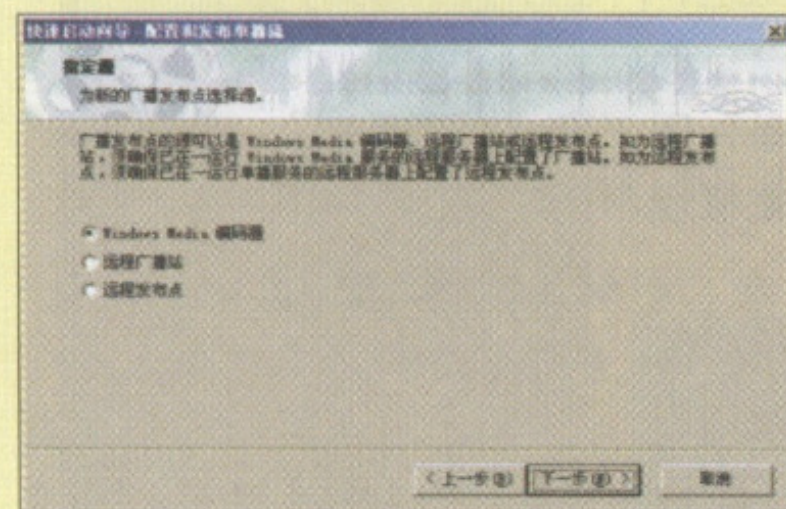 快速启动向导 - 配置和发布单播流
指定源
为新的广播发布点选择源。
广播发布点的源可以是 Windows Media 编码器、远程广播站或远程发布点。如为远程广播
站，须确保已在一运行 Windows Media 服务的远程服务器上配置了广播站。如为远程发布
点，须确保已在一运行单播服务的远程服务器上配置了远程发布点。
Windows Media 编码器
远程广播站
远程发布点
< 上一步(B)
下一步(N) >
取消